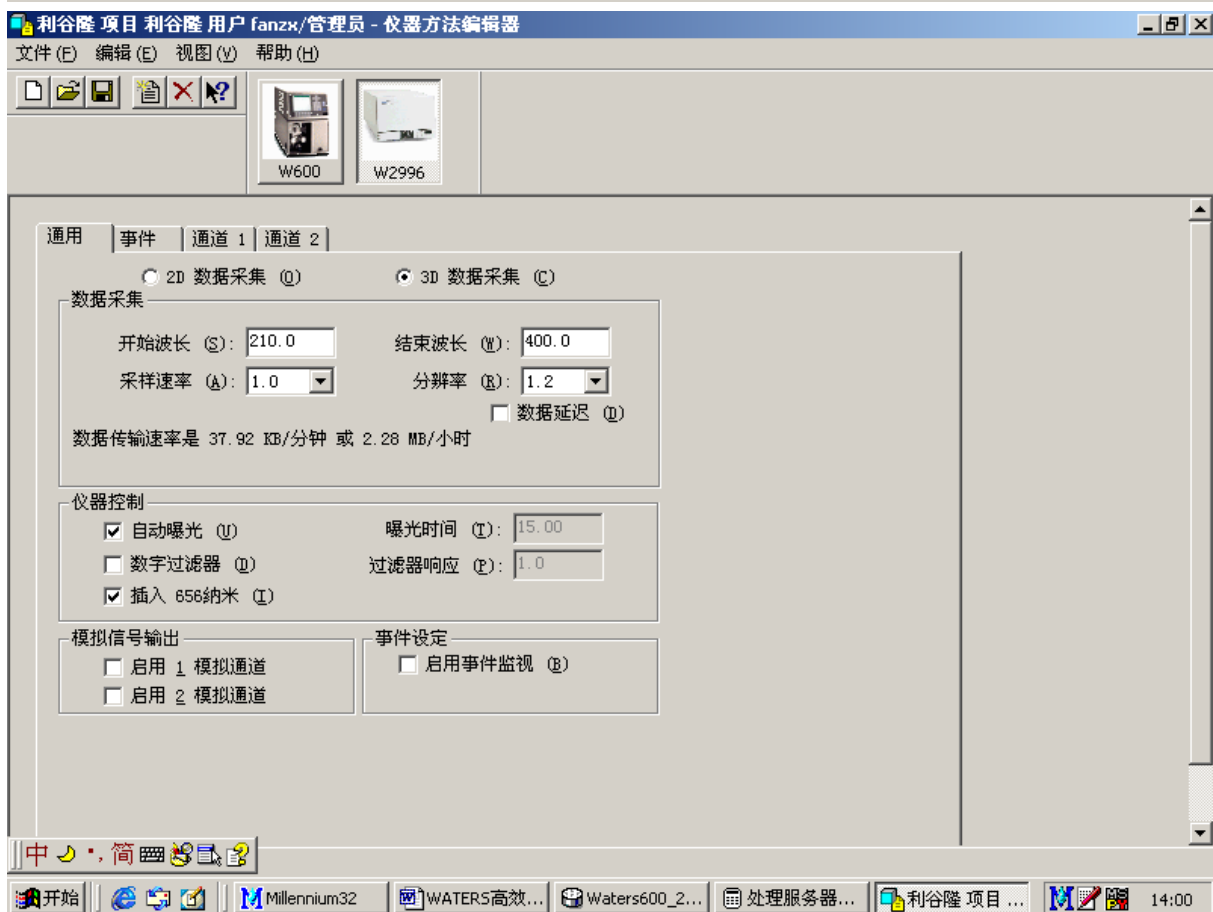 利谷隆 项目 利谷隆 用户 fanzx/管理员 - 仪器方法编辑器
文件(F) 编辑(E) 视图(V) 帮助(H)
W600 W2996
通用 事件 通道 1 通道 2
2D 数据采集 (O) 3D 数据采集 (C)
数据采集
开始波长 (S): 210.0 结束波长 (W): 400.0
采样速率 (A): 1.0 分辨率 (R): 1.2
数据延迟 (D)
数据传输速率是 37.92 KB/分钟 或 2.28 MB/小时
仪器控制
自动曝光 (U) 曝光时间 (T): 15.00
数字过滤器 (D) 过滤器响应 (P): 1.0
插入 656纳米 (I)
模拟信号输出 事件设定
启用 1 模拟通道 启用事件监视 (B)
启用 2 模拟通道
中 简
开始 Millennium32 WATERS高效... Waters600_2... 处理服务器... 利谷隆 项目 ... 14:00